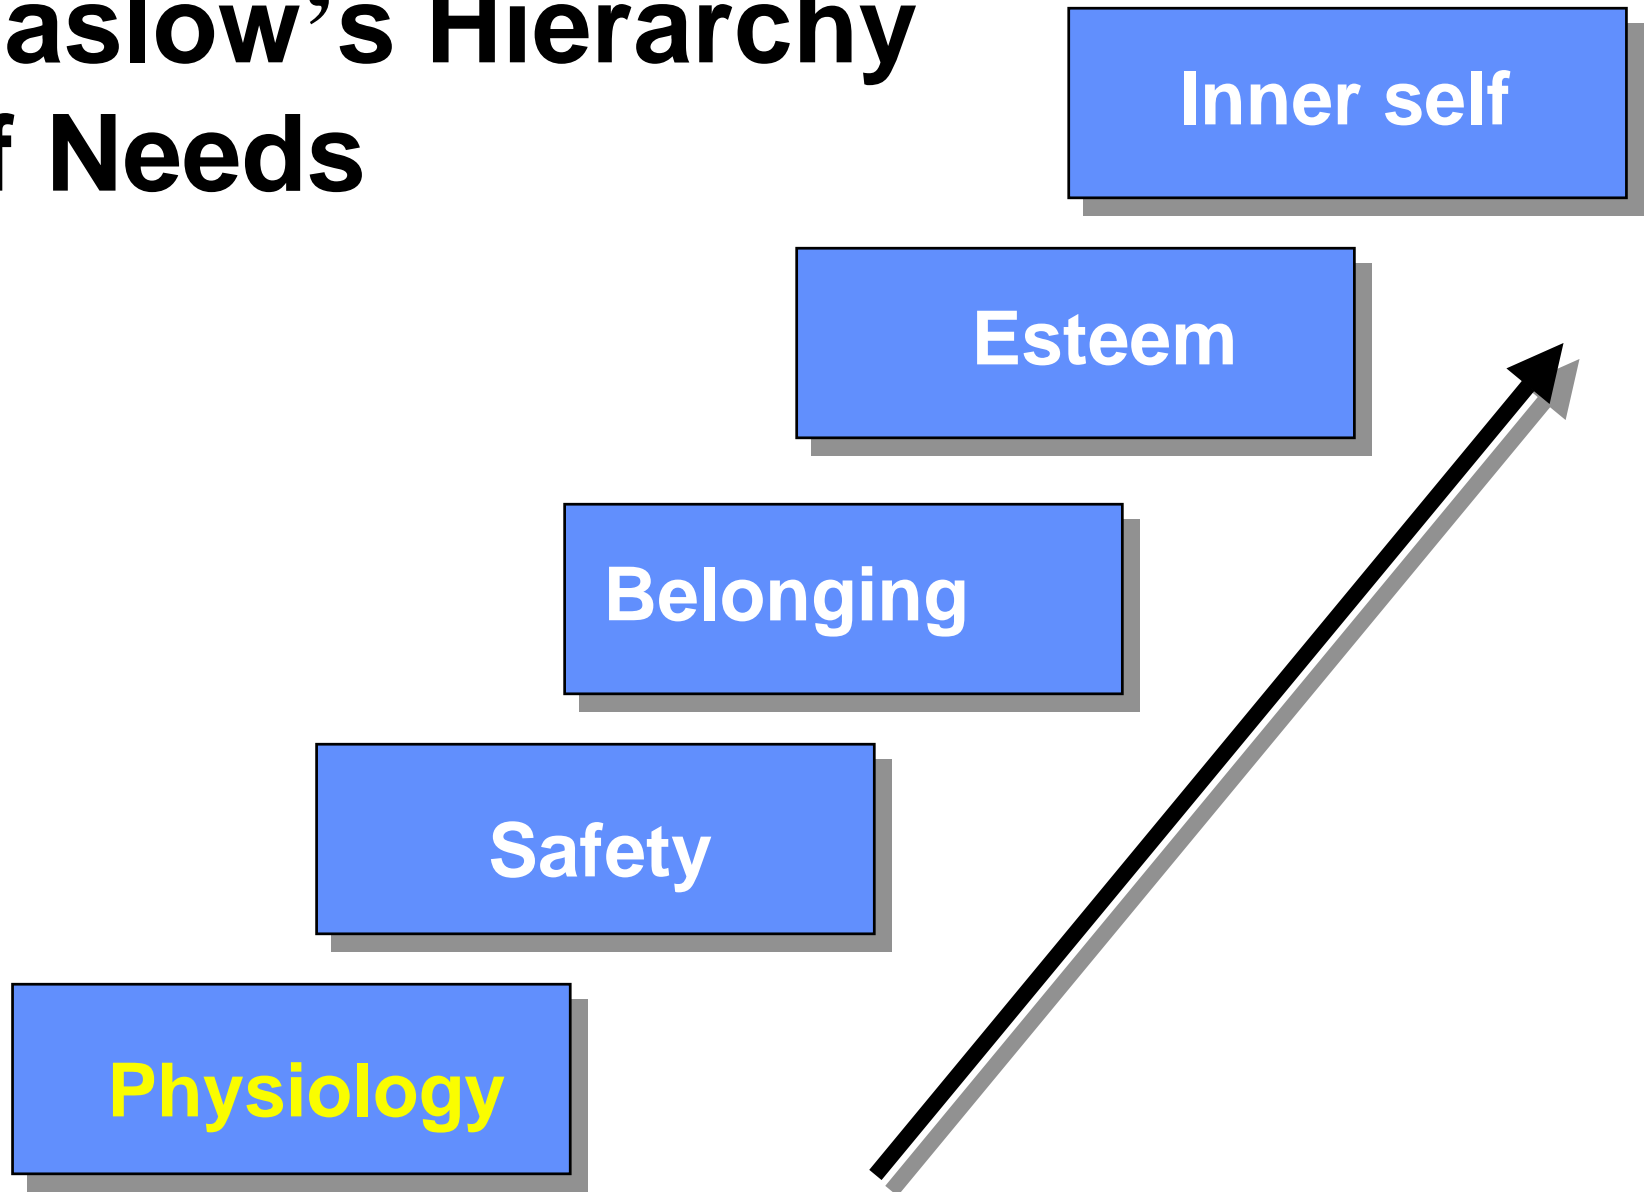 aslow’s Hierarchy
f Needs
Inner self
Esteem
Belonging
Safety
Physiology